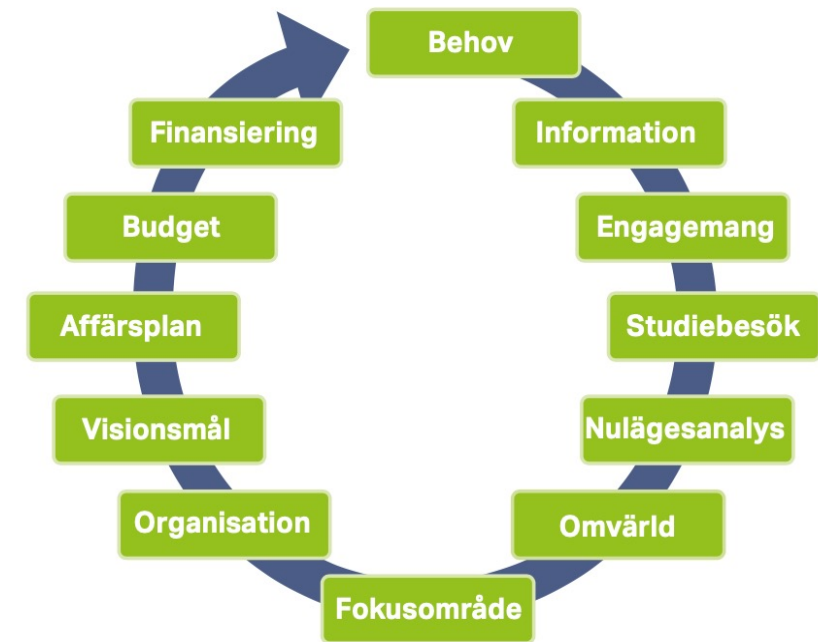 Behov
Information
Engagemang
Studiebesök
Nulägesanalys
Omvärld
Fokusområde
Organisation
Visionsmål
Affärsplan
Budget
Finansiering